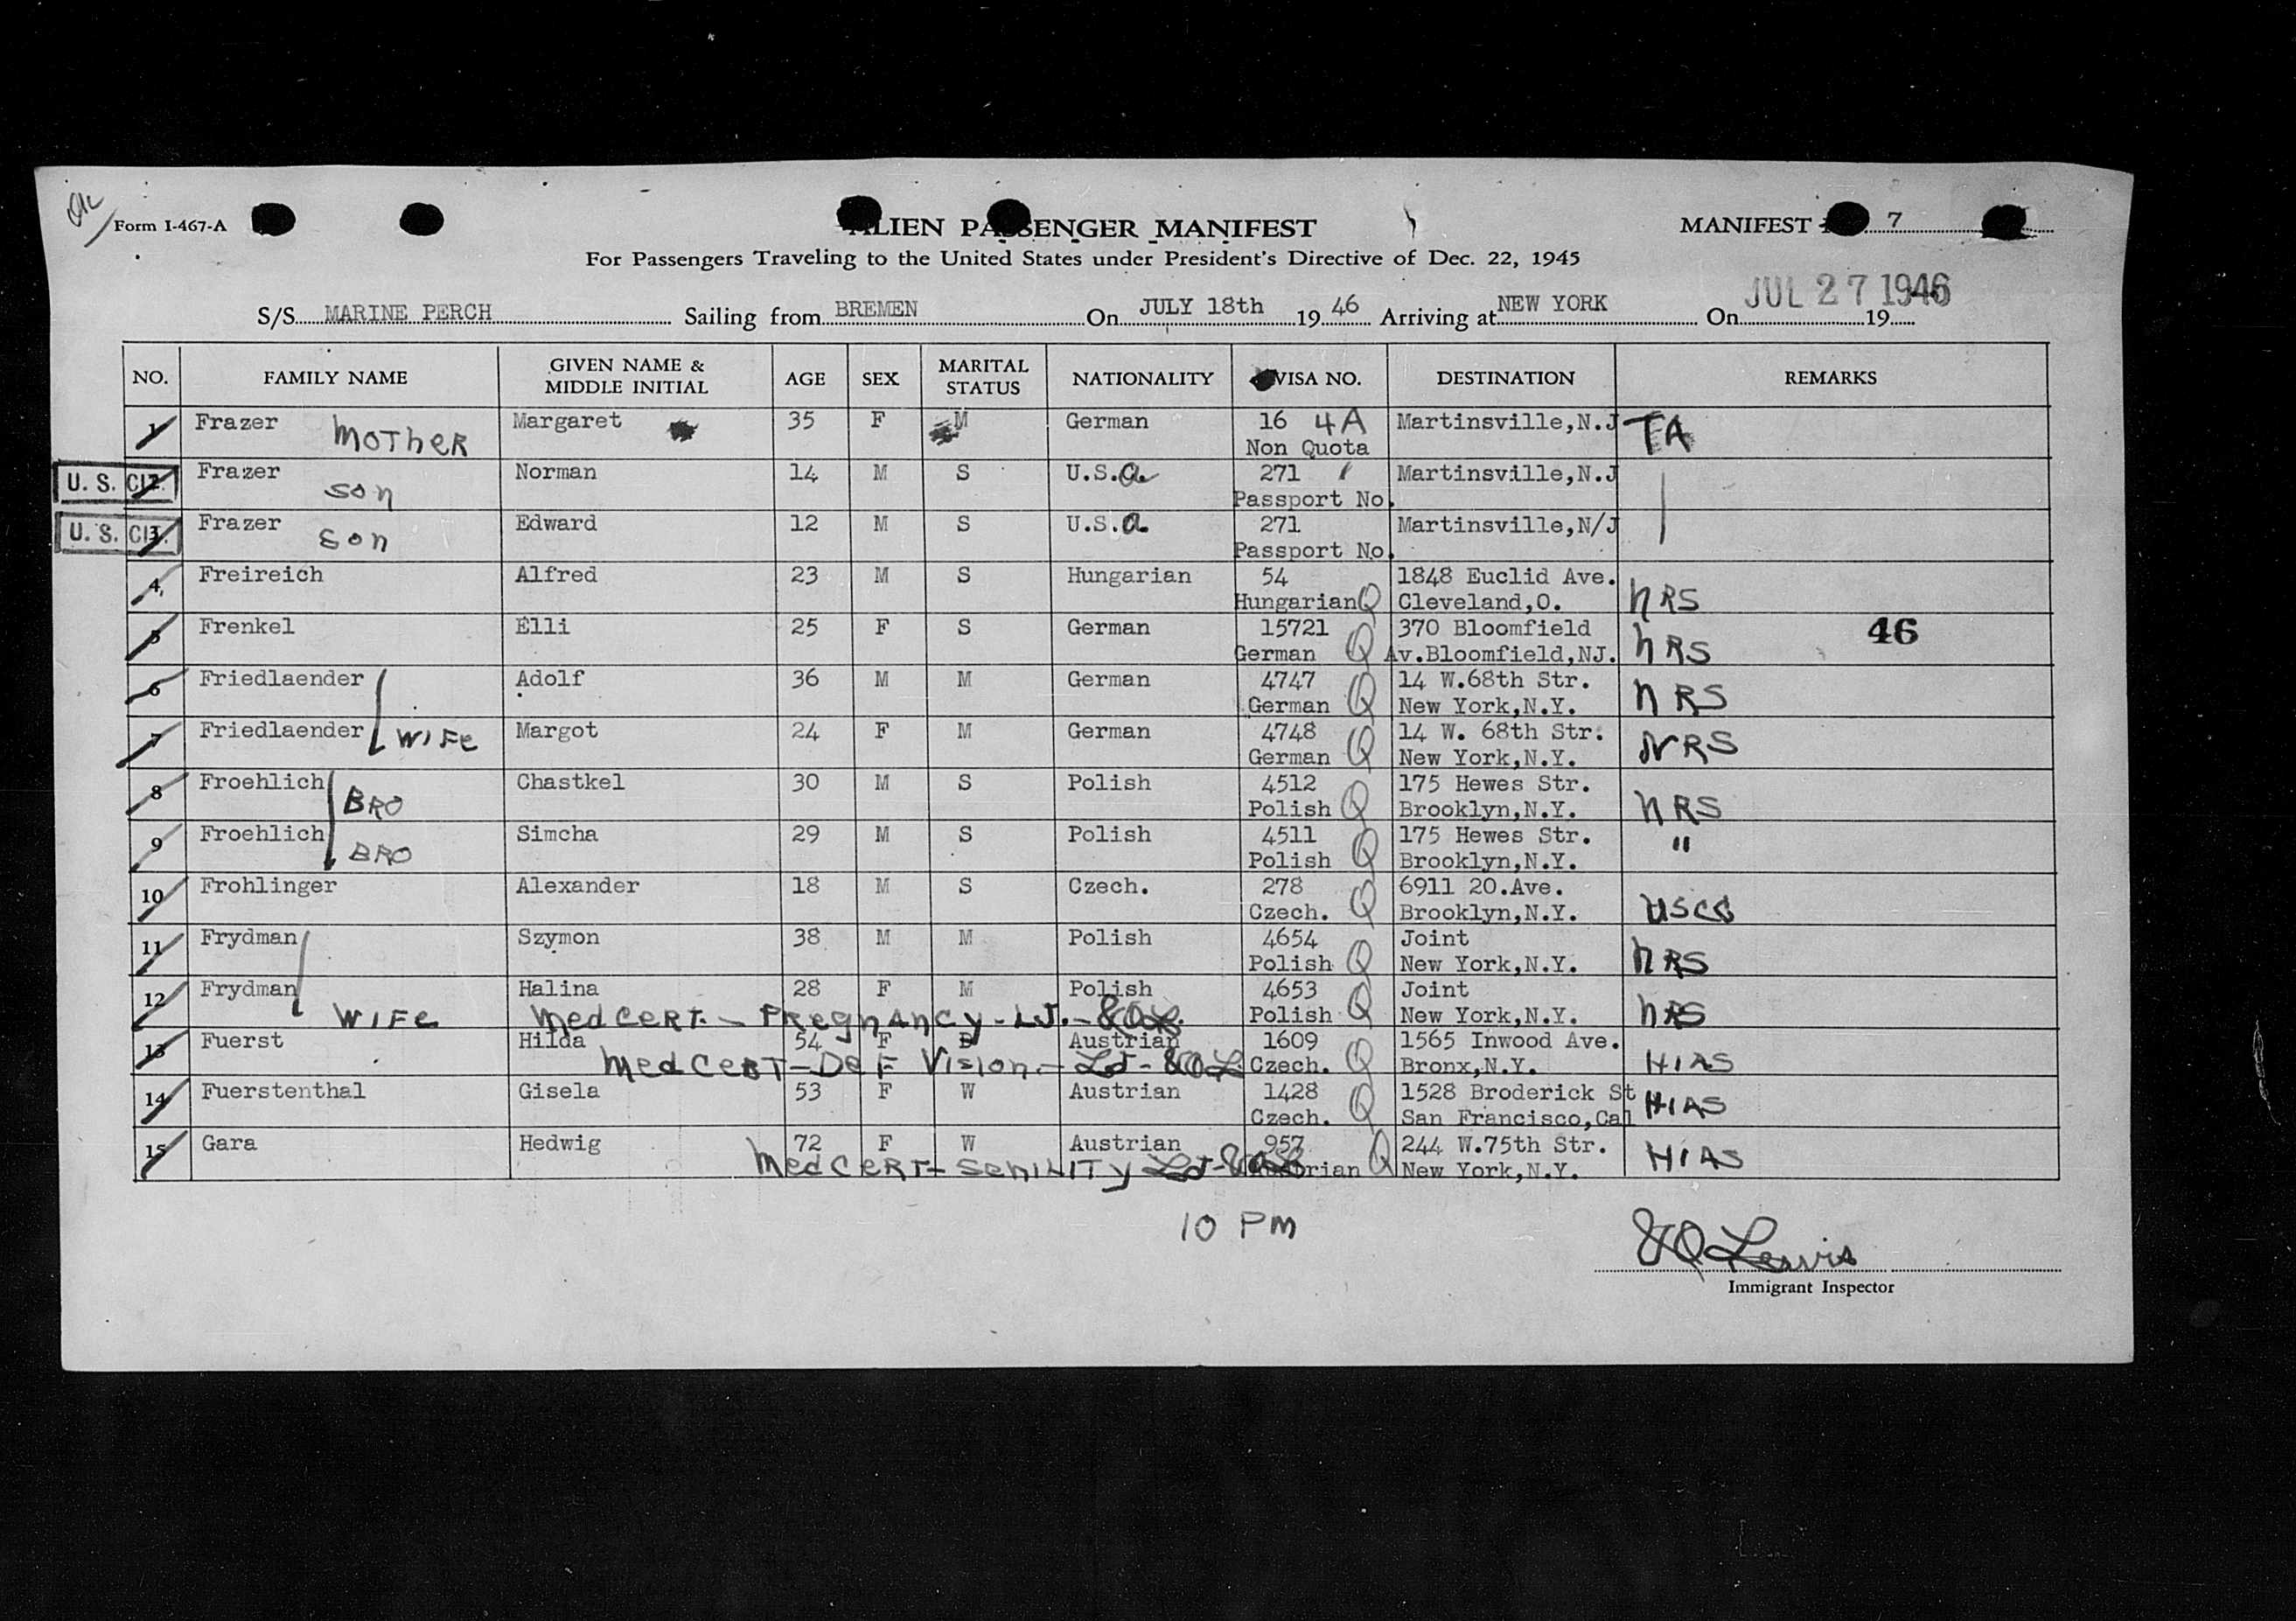 Form I-467-A
ALIEN PASSENGER MANIFEST
MANIFEST 7
For Passengers Traveling to the United States under President's Directive of Dec. 22, 1945
S/S MARINE PERCH Sailing from BREMEN On JULY 18th 19 46 Arriving at NEW YORK On JUL 27 1946 19
NO. FAMILY NAME GIVEN NAME & MIDDLE INITIAL AGE SEX MARITAL STATUS NATIONALITY VISA NO. DESTINATION REMARKS
1 Frazer MOTHER Margaret 35 F M German 16 4A Martinsville,N.J TA
Non Quota
U. S. CIT. 2 Frazer son Norman 14 M S U.S.a. 271 Martinsville,N.J
Passport No.
U. S. CIT. 3 Frazer son Edward 12 M S U.S.a. 271 Martinsville,N/J
Passport No.
4 Freireich Alfred 23 M S Hungarian 54 1848 Euclid Ave. NRS
Hungarian Q Cleveland,O.
5 Frenkel Elli 25 F S German 15721 370 Bloomfield NRS 46
German Q Av.Bloomfield,NJ.
6 Friedlaender Adolf 36 M M German 4747 14 W.68th Str. NRS
German Q New York,N.Y.
7 Friedlaender WIFE Margot 24 F M German 4748 14 W. 68th Str. NRS
German Q New York,N.Y.
8 Froehlich BRO Chastkel 30 M S Polish 4512 175 Hewes Str. NRS
Polish Q Brooklyn,N.Y.
9 Froehlich BRO Simcha 29 M S Polish 4511 175 Hewes Str. "
Polish Q Brooklyn,N.Y.
10 Frohlinger Alexander 18 M S Czech. 278 6911 20.Ave. USCC
Czech. Q Brooklyn,N.Y.
11 Frydman Szymon 38 M M Polish 4654 Joint NRS
Polish Q New York,N.Y.
12 Frydman Halina 28 F M Polish 4653 Joint NRS
WIFE Med CERT. - PREGNANCY - Polish Q New York,N.Y.
13 Fuerst Hilda 54 F Austrian 1609 1565 Inwood Ave. HIAS
Med CERT - DEF Vision - Czech. Q Bronx,N.Y.
14 Fuerstenthal Gisela 53 F W Austrian 1428 1528 Broderick St HIAS
Czech. Q San Francisco,Cal
15 Gara Hedwig 72 F W Austrian 957 244 W.75th Str. HIAS
Med CERT - SENILITY Austrian Q New York,N.Y.
10 PM
Lewis
Immigrant Inspector